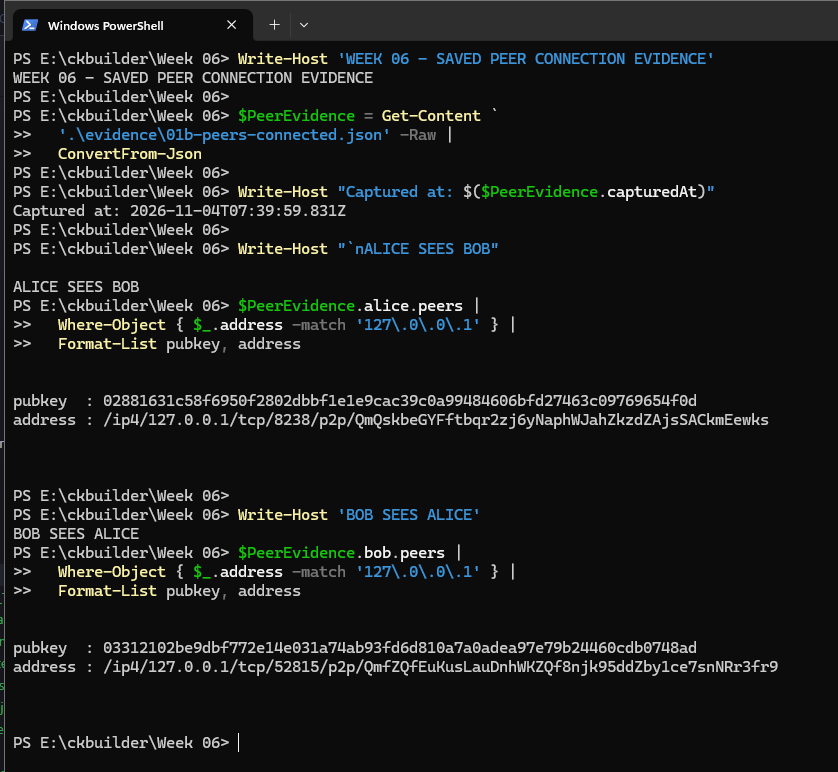 Windows PowerShell
PS E:\ckbuilder\Week 06> Write-Host 'WEEK 06 - SAVED PEER CONNECTION EVIDENCE'
WEEK 06 - SAVED PEER CONNECTION EVIDENCE
PS E:\ckbuilder\Week 06>
PS E:\ckbuilder\Week 06> $PeerEvidence = Get-Content `
>>   '.\evidence\01b-peers-connected.json' -Raw |
>>   ConvertFrom-Json
PS E:\ckbuilder\Week 06>
PS E:\ckbuilder\Week 06> Write-Host "Captured at: $($PeerEvidence.capturedAt)"
Captured at: 2026-11-04T07:39:59.831Z
PS E:\ckbuilder\Week 06>
PS E:\ckbuilder\Week 06> Write-Host "`nALICE SEES BOB"
ALICE SEES BOB
PS E:\ckbuilder\Week 06> $PeerEvidence.alice.peers |
>>   Where-Object { $_.address -match '127\.0\.0\.1' } |
>>   Format-List pubkey, address
pubkey  : 02881631c58f6950f2802dbbf1e1e9cac39c0a99484606bfd27463c09769654f0d
address : /ip4/127.0.0.1/tcp/8238/p2p/QmQskbeGYFftbqr2zj6yNaphWJahZkzdZAjsSACkmEewks
PS E:\ckbuilder\Week 06>
PS E:\ckbuilder\Week 06> Write-Host 'BOB SEES ALICE'
BOB SEES ALICE
PS E:\ckbuilder\Week 06> $PeerEvidence.bob.peers |
>>   Where-Object { $_.address -match '127\.0\.0\.1' } |
>>   Format-List pubkey, address
pubkey  : 03312102be9dbf772e14e031a74ab93fd6d810a7a0adea97e79b24460cdb0748ad
address : /ip4/127.0.0.1/tcp/52815/p2p/QmfZQfEuKusLauDnhWKZQf8njk95ddZby1ce7snNRr3fr9
PS E:\ckbuilder\Week 06>